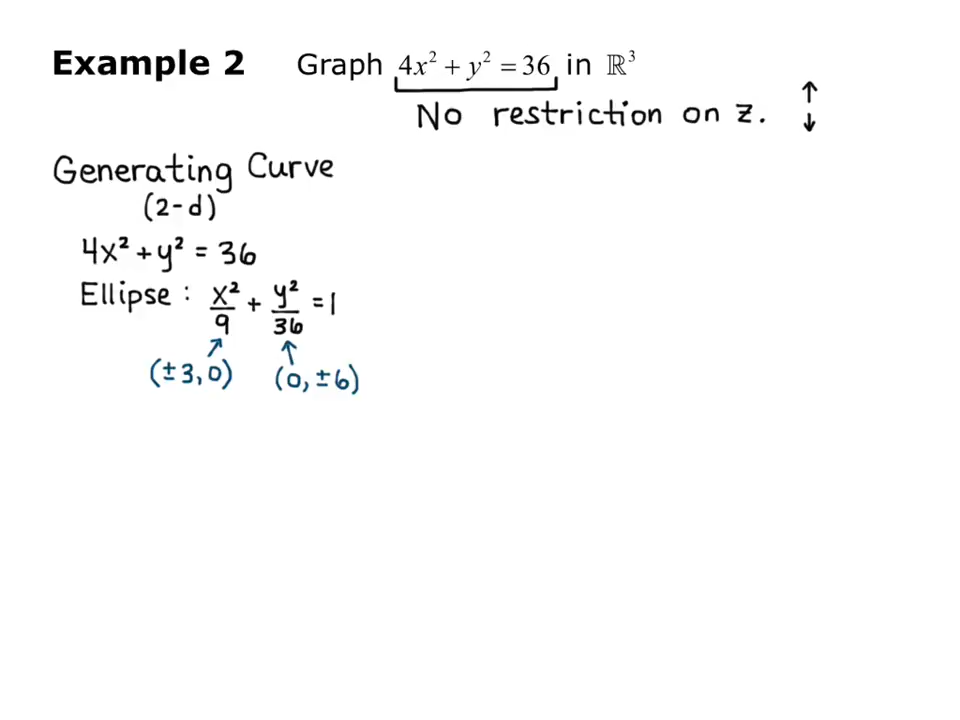 Example 2 Graph 4x² + y² = 36 in ℝ³
No restriction on z. ↑ ↓
Generating Curve
(2-d)
4x² + y² = 36
Ellipse : x²/9 + y²/36 = 1
(±3, 0) (0, ±6)